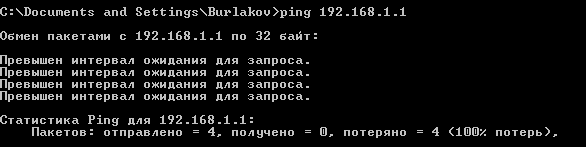 C:\Documents and Settings\Burlakov>ping 192.168.1.1
Обмен пакетами с 192.168.1.1 по 32 байт:
Превышен интервал ожидания для запроса.
Превышен интервал ожидания для запроса.
Превышен интервал ожидания для запроса.
Превышен интервал ожидания для запроса.
Статистика Ping для 192.168.1.1:
Пакетов: отправлено = 4, получено = 0, потеряно = 4 (100% потерь),